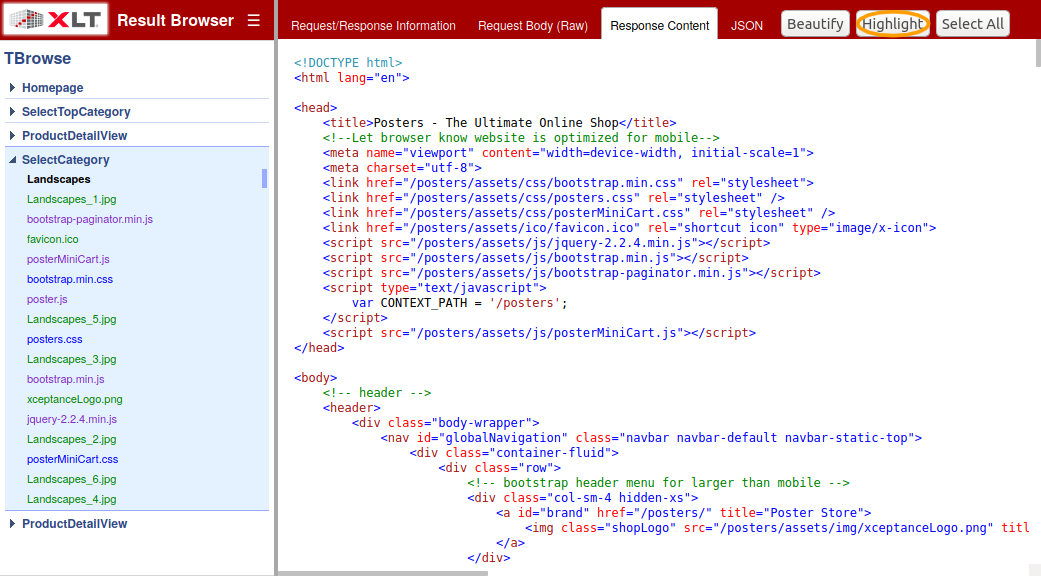 XLT Result Browser ☰
Request/Response Information Request Body (Raw) Response Content JSON Beautify Highlight Select All
TBrowse
Homepage
SelectTopCategory
ProductDetailView
SelectCategory
Landscapes
Landscapes_1.jpg
bootstrap-paginator.min.js
favicon.ico
posterMiniCart.js
bootstrap.min.css
poster.js
Landscapes_5.jpg
posters.css
Landscapes_3.jpg
bootstrap.min.js
xceptanceLogo.png
jquery-2.2.4.min.js
Landscapes_2.jpg
posterMiniCart.css
Landscapes_6.jpg
Landscapes_4.jpg
ProductDetailView
<!DOCTYPE html>
<html lang="en">
<head>
<title>Posters - The Ultimate Online Shop</title>
<!--Let browser know website is optimized for mobile-->
<meta name="viewport" content="width=device-width, initial-scale=1">
<meta charset="utf-8">
<link href="/posters/assets/css/bootstrap.min.css" rel="stylesheet">
<link href="/posters/assets/css/posters.css" rel="stylesheet" />
<link href="/posters/assets/css/posterMiniCart.css" rel="stylesheet" />
<link href="/posters/assets/ico/favicon.ico" rel="shortcut icon" type="image/x-icon">
<script src="/posters/assets/js/jquery-2.2.4.min.js"></script>
<script src="/posters/assets/js/bootstrap.min.js"></script>
<script src="/posters/assets/js/bootstrap-paginator.min.js"></script>
<script type="text/javascript">
var CONTEXT_PATH = '/posters';
</script>
<script src="/posters/assets/js/posterMiniCart.js"></script>
</head>
<body>
<!-- header -->
<header>
<div class="body-wrapper">
<nav id="globalNavigation" class="navbar navbar-default navbar-static-top">
<div class="container-fluid">
<div class="row">
<!-- bootstrap header menu for larger than mobile -->
<div class="col-sm-4 hidden-xs">
<a id="brand" href="/posters/" title="Poster Store">
<img class="shopLogo" src="/posters/assets/img/xceptanceLogo.png" titl
</a>
</div>